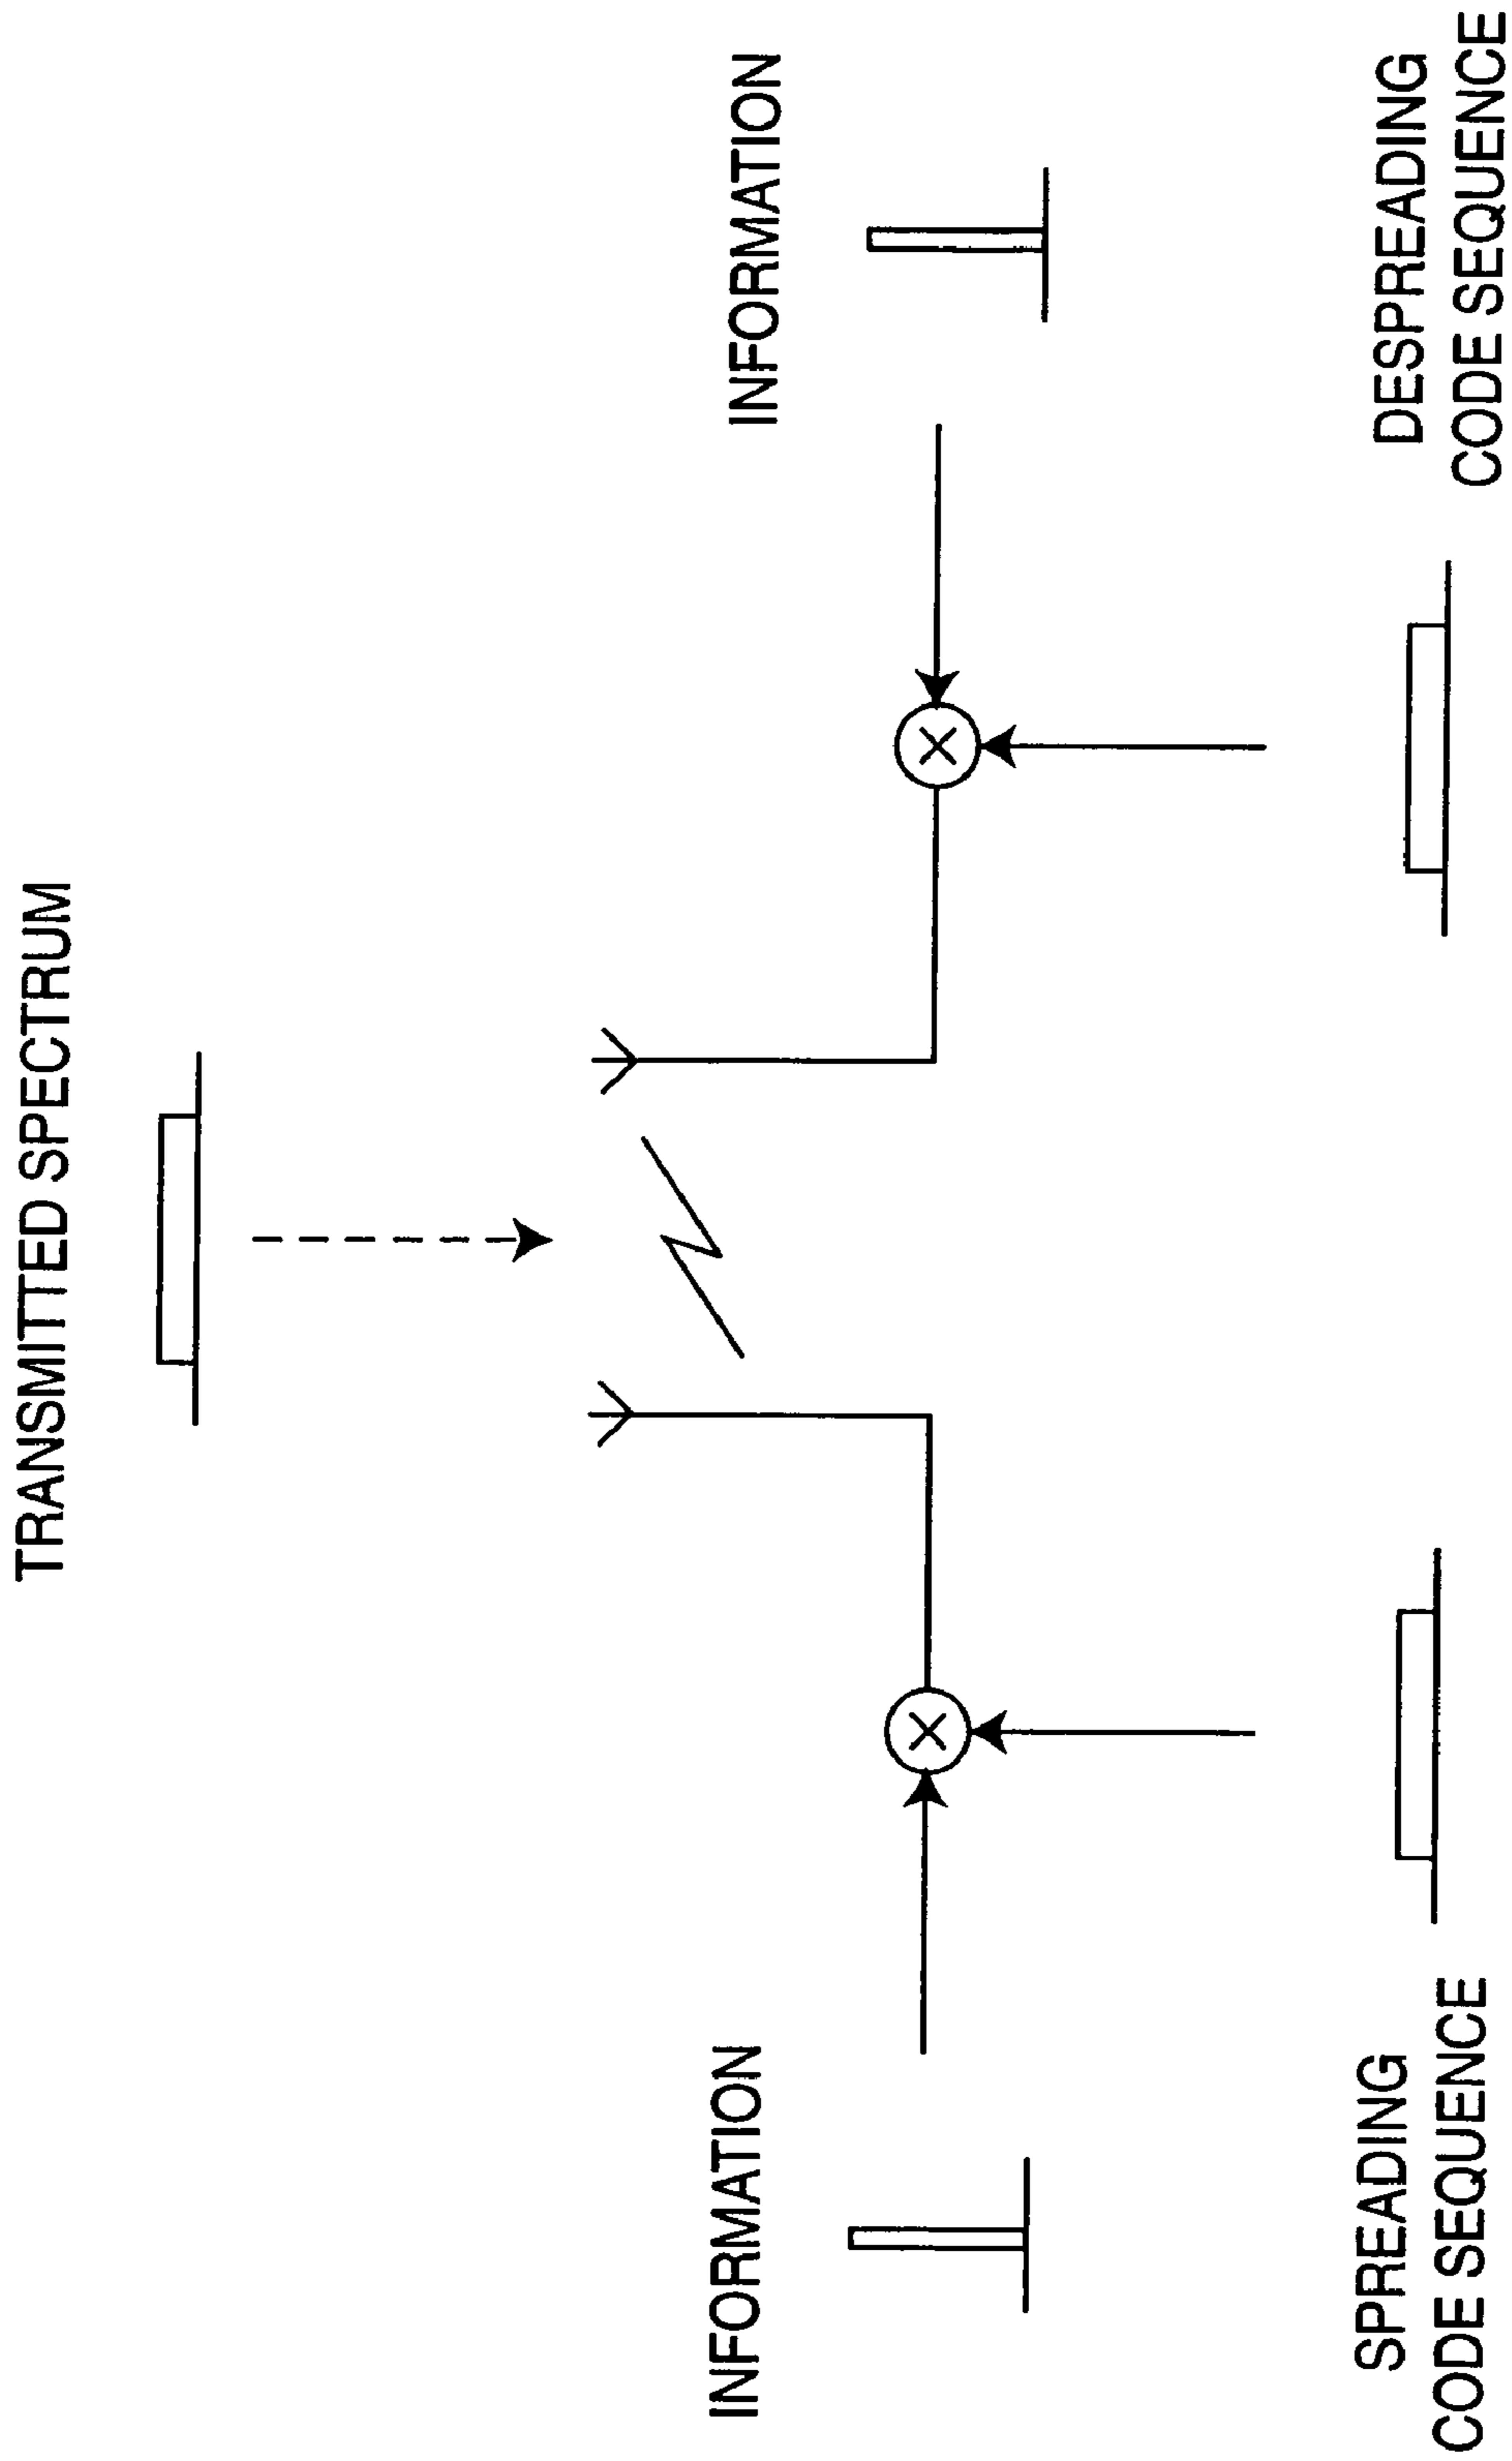 TRANSMITTED SPECTRUM
INFORMATION
INFORMATION
SPREADING
CODE SEQUENCE
DESPREADING
CODE SEQUENCE